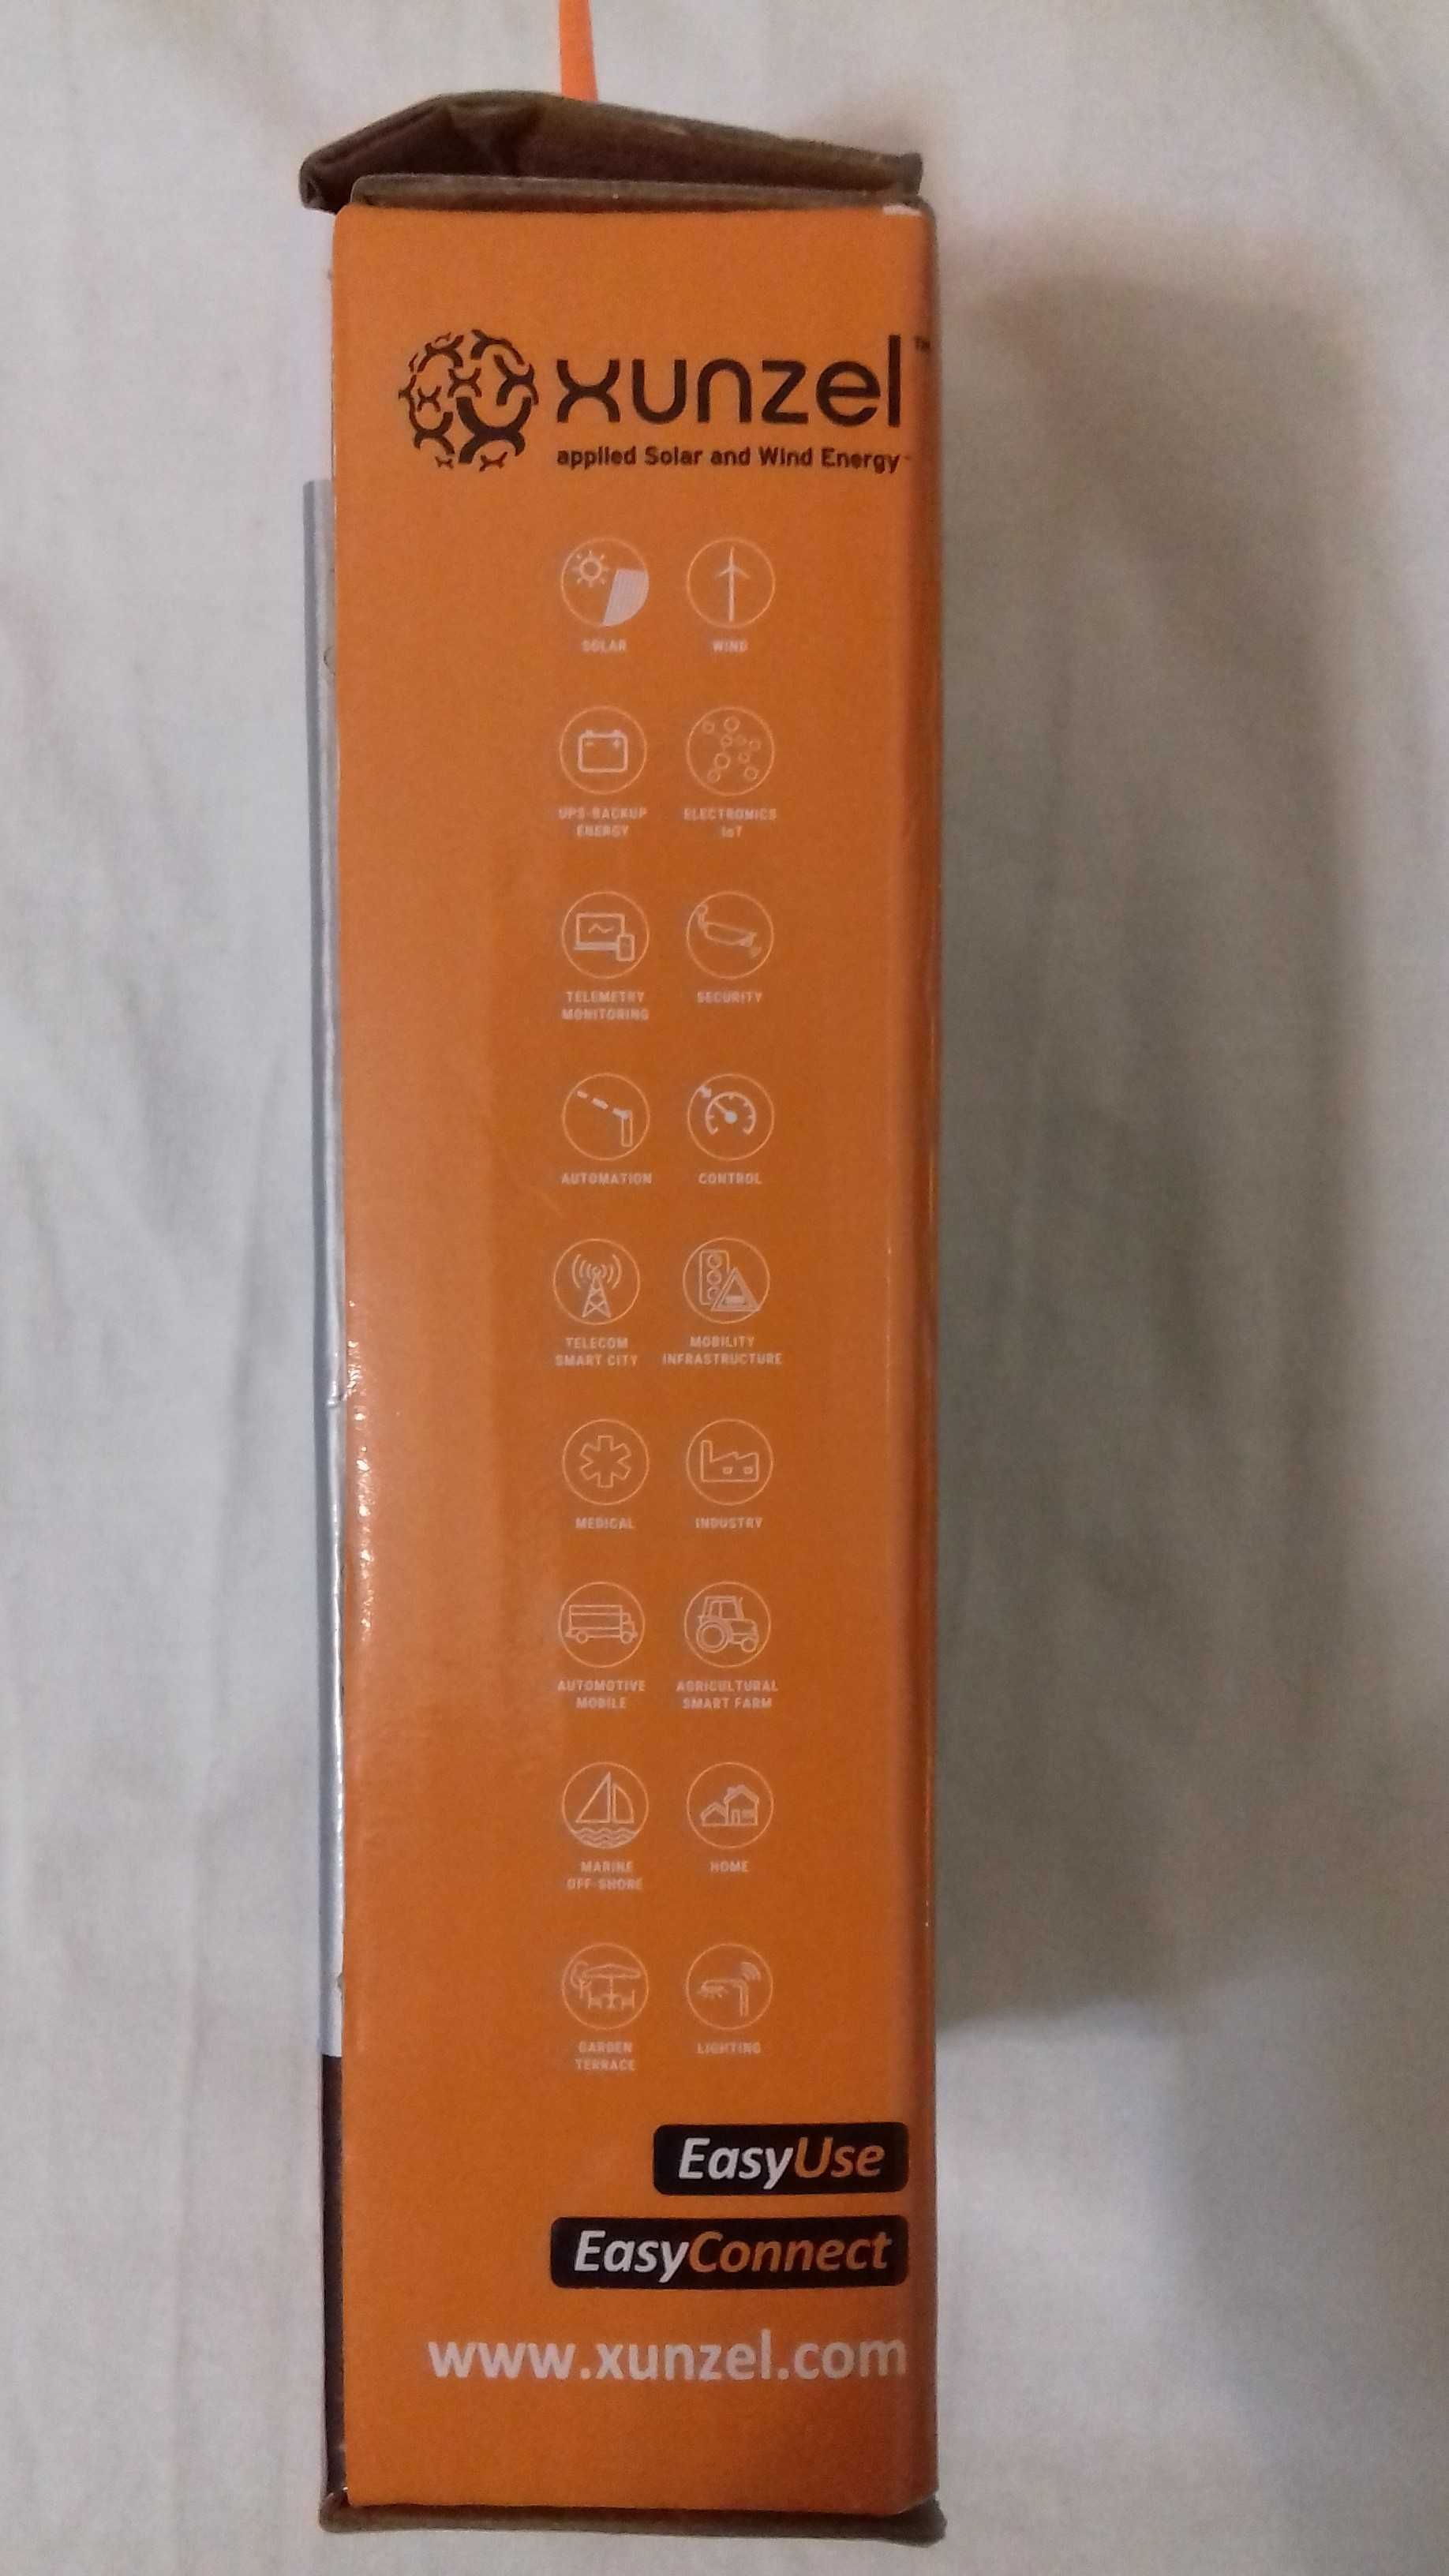 xunzel™
applied Solar and Wind Energy
SOLAR WIND
UPS-BACKUP ELECTRONICS
ENERGY IoT
TELEMETRY SECURITY
MONITORING
AUTOMATION CONTROL
TELECOM MOBILITY
SMART CITY INFRASTRUCTURE
MEDICAL INDUSTRY
AUTOMOTIVE AGRICULTURAL
MOBILE SMART FARM
MARINE HOME
OFF-SHORE
GARDEN LIGHTING
TERRACE
EasyUse
EasyConnect
www.xunzel.com